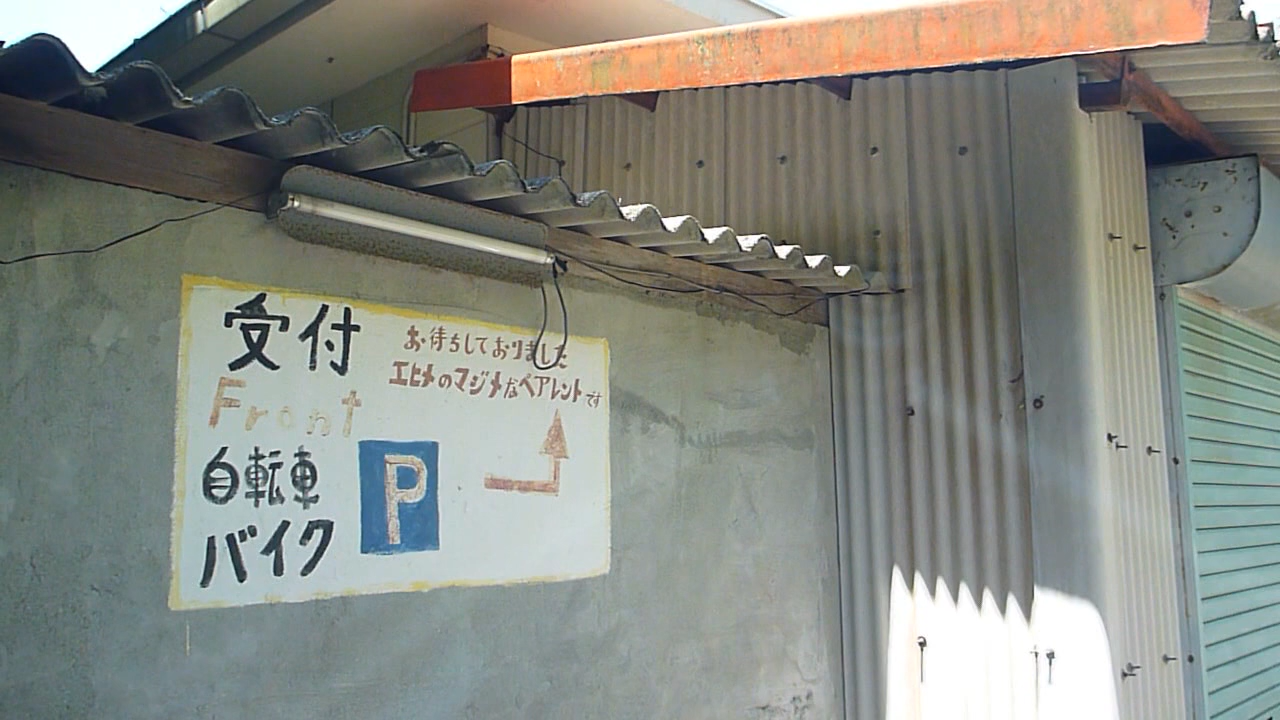 受付
お待ちしておりました
エヒメのマジメなペアレントです
Front
自転車
P
バイク